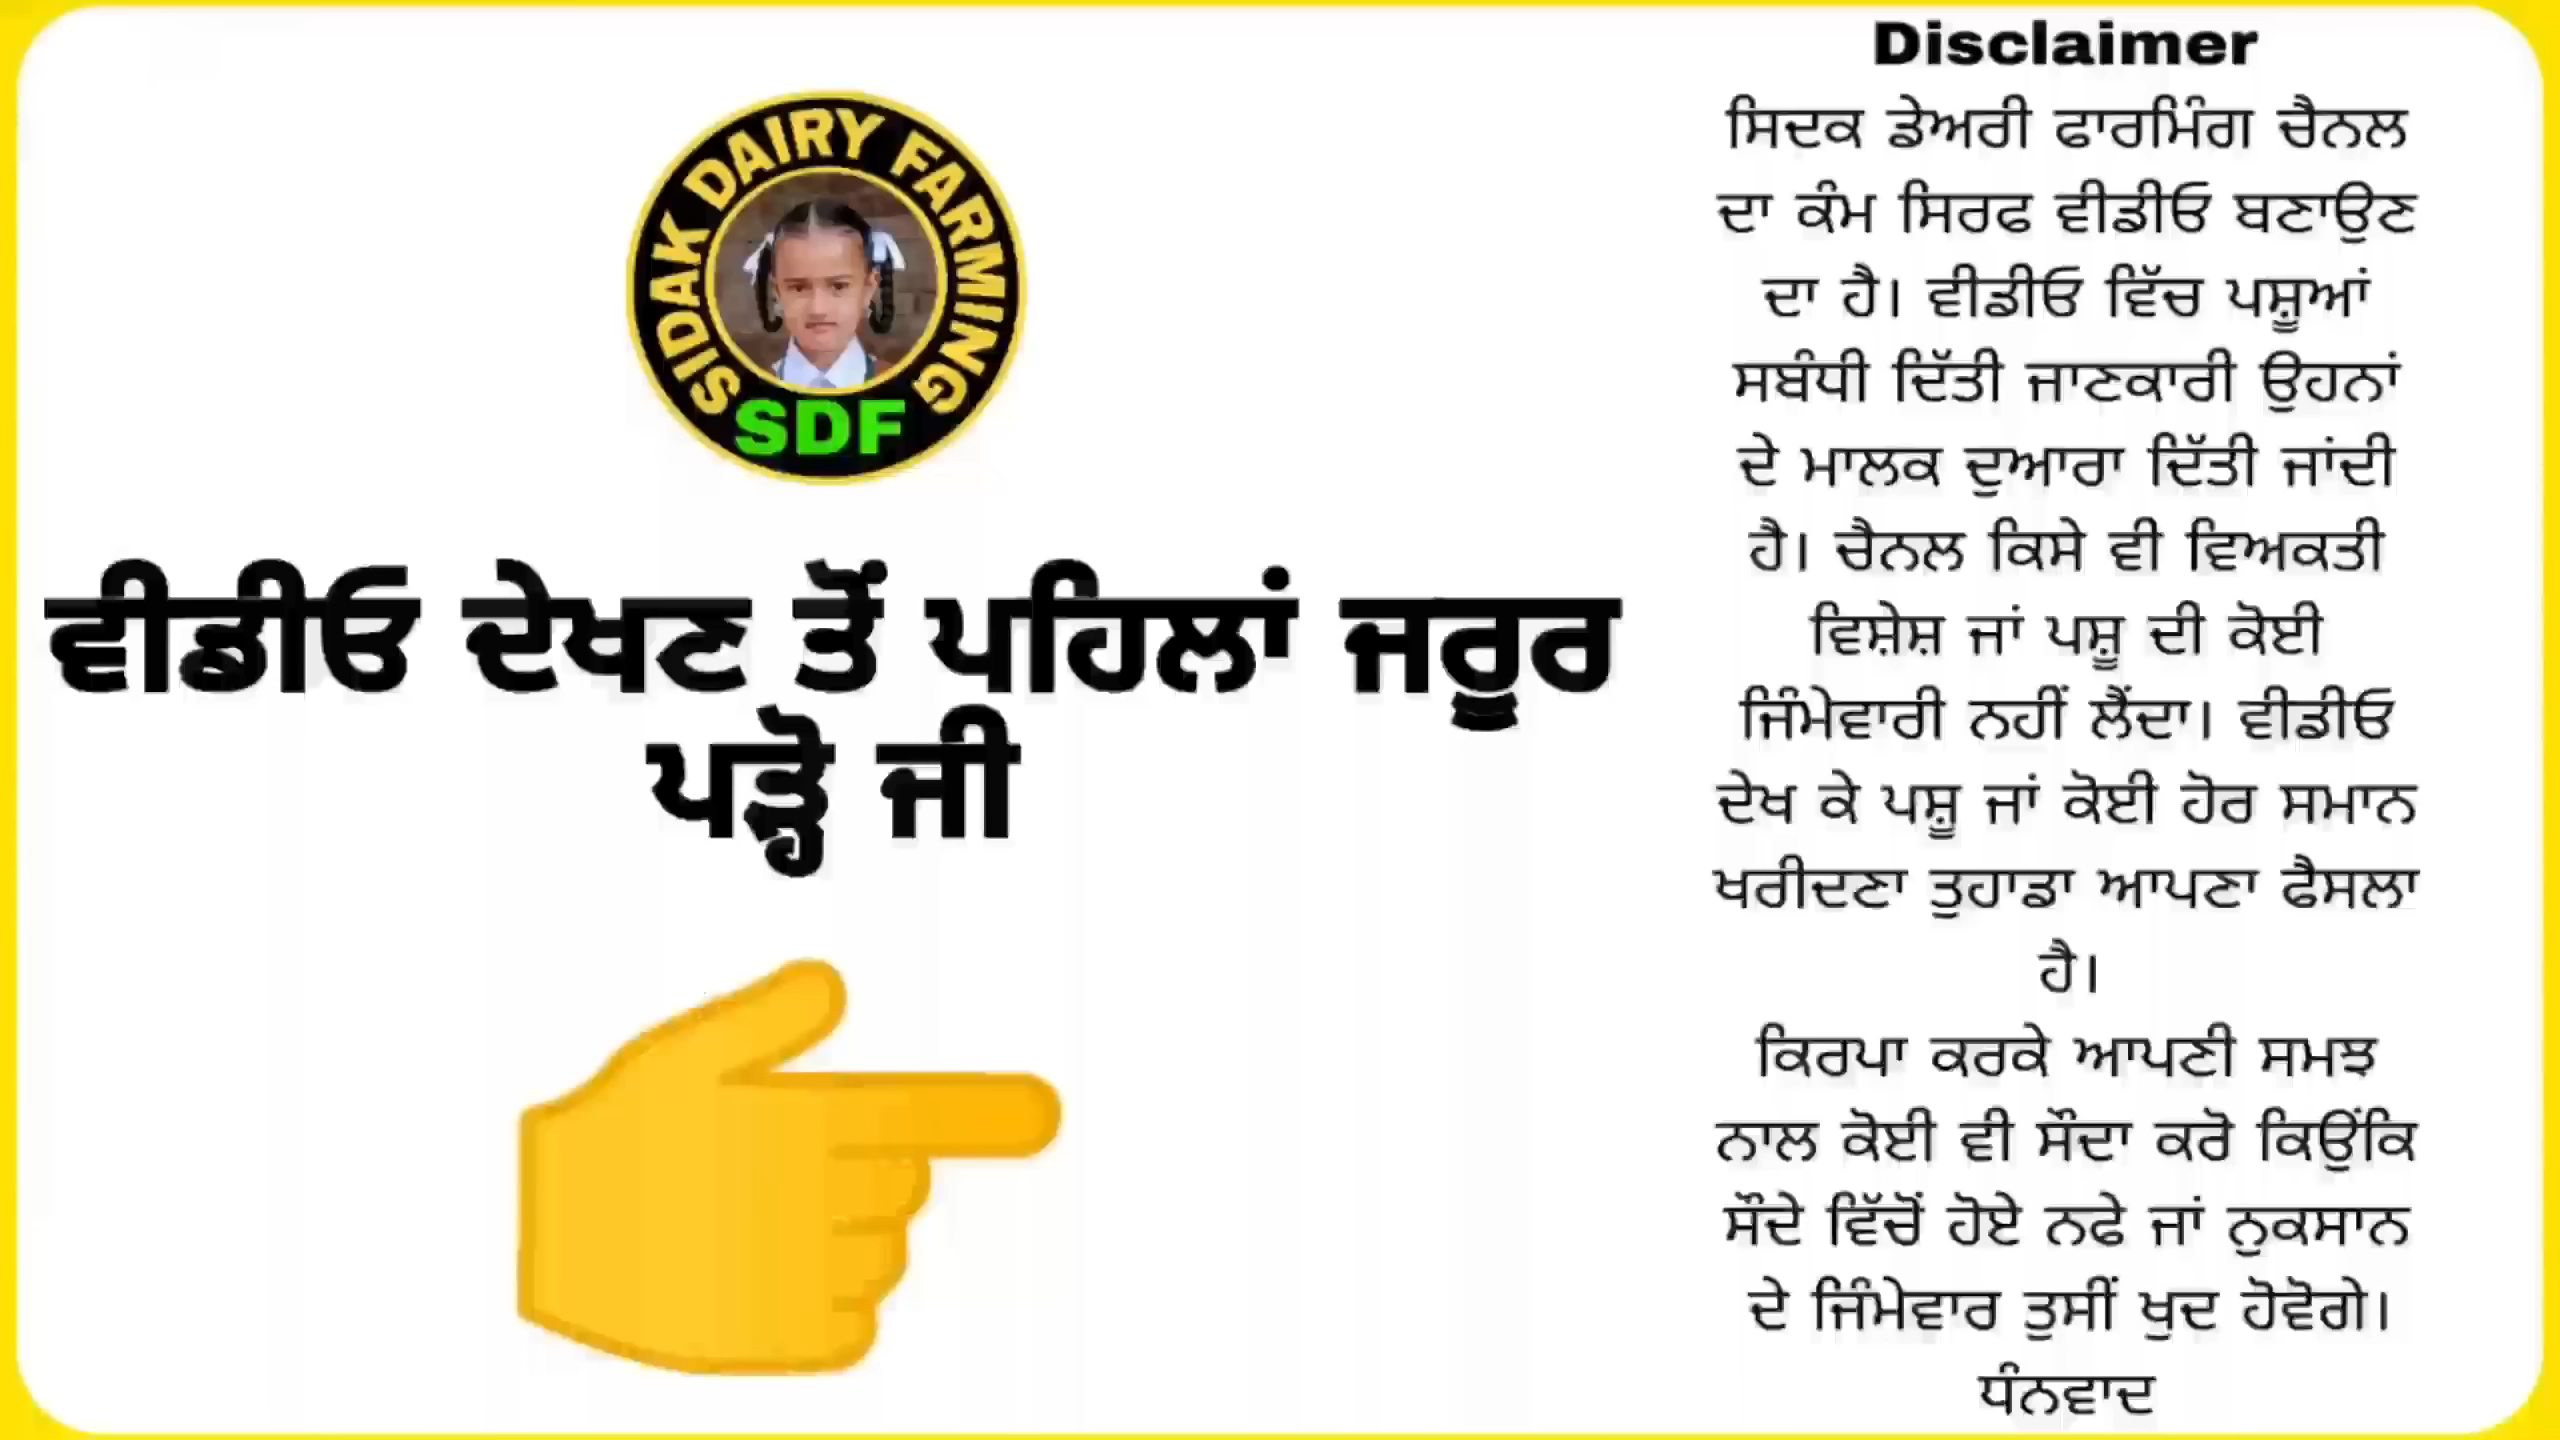 SIDAK DAIRY FARMING
SDF
ਵੀਡੀਓ ਦੇਖਣ ਤੋਂ ਪਹਿਲਾਂ ਜਰੂਰ
ਪੜ੍ਹੋ ਜੀ
Disclaimer
ਸਿਦਕ ਡੇਅਰੀ ਫਾਰਮਿੰਗ ਚੈਨਲ
ਦਾ ਕੰਮ ਸਿਰਫ ਵੀਡੀਓ ਬਣਾਉਣ
ਦਾ ਹੈ। ਵੀਡੀਓ ਵਿੱਚ ਪਸ਼ੂਆਂ
ਸਬੰਧੀ ਦਿੱਤੀ ਜਾਣਕਾਰੀ ਉਹਨਾਂ
ਦੇ ਮਾਲਕ ਦੁਆਰਾ ਦਿੱਤੀ ਜਾਂਦੀ
ਹੈ। ਚੈਨਲ ਕਿਸੇ ਵੀ ਵਿਅਕਤੀ
ਵਿਸ਼ੇਸ਼ ਜਾਂ ਪਸ਼ੂ ਦੀ ਕੋਈ
ਜਿੰਮੇਵਾਰੀ ਨਹੀਂ ਲੈਂਦਾ। ਵੀਡੀਓ
ਦੇਖ ਕੇ ਪਸ਼ੂ ਜਾਂ ਕੋਈ ਹੋਰ ਸਮਾਨ
ਖਰੀਦਣਾ ਤੁਹਾਡਾ ਆਪਣਾ ਫੈਸਲਾ
ਹੈ।
ਕਿਰਪਾ ਕਰਕੇ ਆਪਣੀ ਸਮਝ
ਨਾਲ ਕੋਈ ਵੀ ਸੌਦਾ ਕਰੋ ਕਿਉਂਕਿ
ਸੌਦੇ ਵਿੱਚੋਂ ਹੋਏ ਨਫੇ ਜਾਂ ਨੁਕਸਾਨ
ਦੇ ਜਿੰਮੇਵਾਰ ਤੁਸੀਂ ਖੁਦ ਹੋਵੋਗੇ।
ਧੰਨਵਾਦ